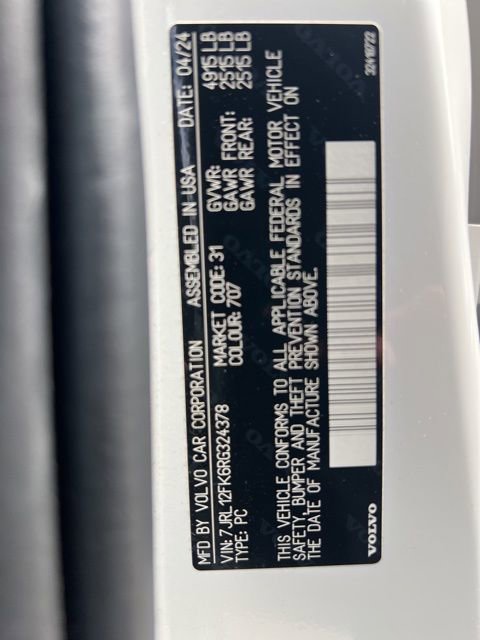 MFD BY VOLVO CAR CORPORATION ASSEMBLED IN USA DATE: 04/24
VIN: 7JRL12FK6RG324378 MARKET CODE: 31 GVWR: 4915 LB
TYPE: PC COLOUR: 707 GAWR FRONT: 2515 LB
GAWR REAR: 2515 LB
THIS VEHICLE CONFORMS TO ALL APPLICABLE FEDERAL MOTOR VEHICLE
SAFETY, BUMPER AND THEFT PREVENTION STANDARDS IN EFFECT ON
THE DATE OF MANUFACTURE SHOWN ABOVE.
VOLVO 32410722